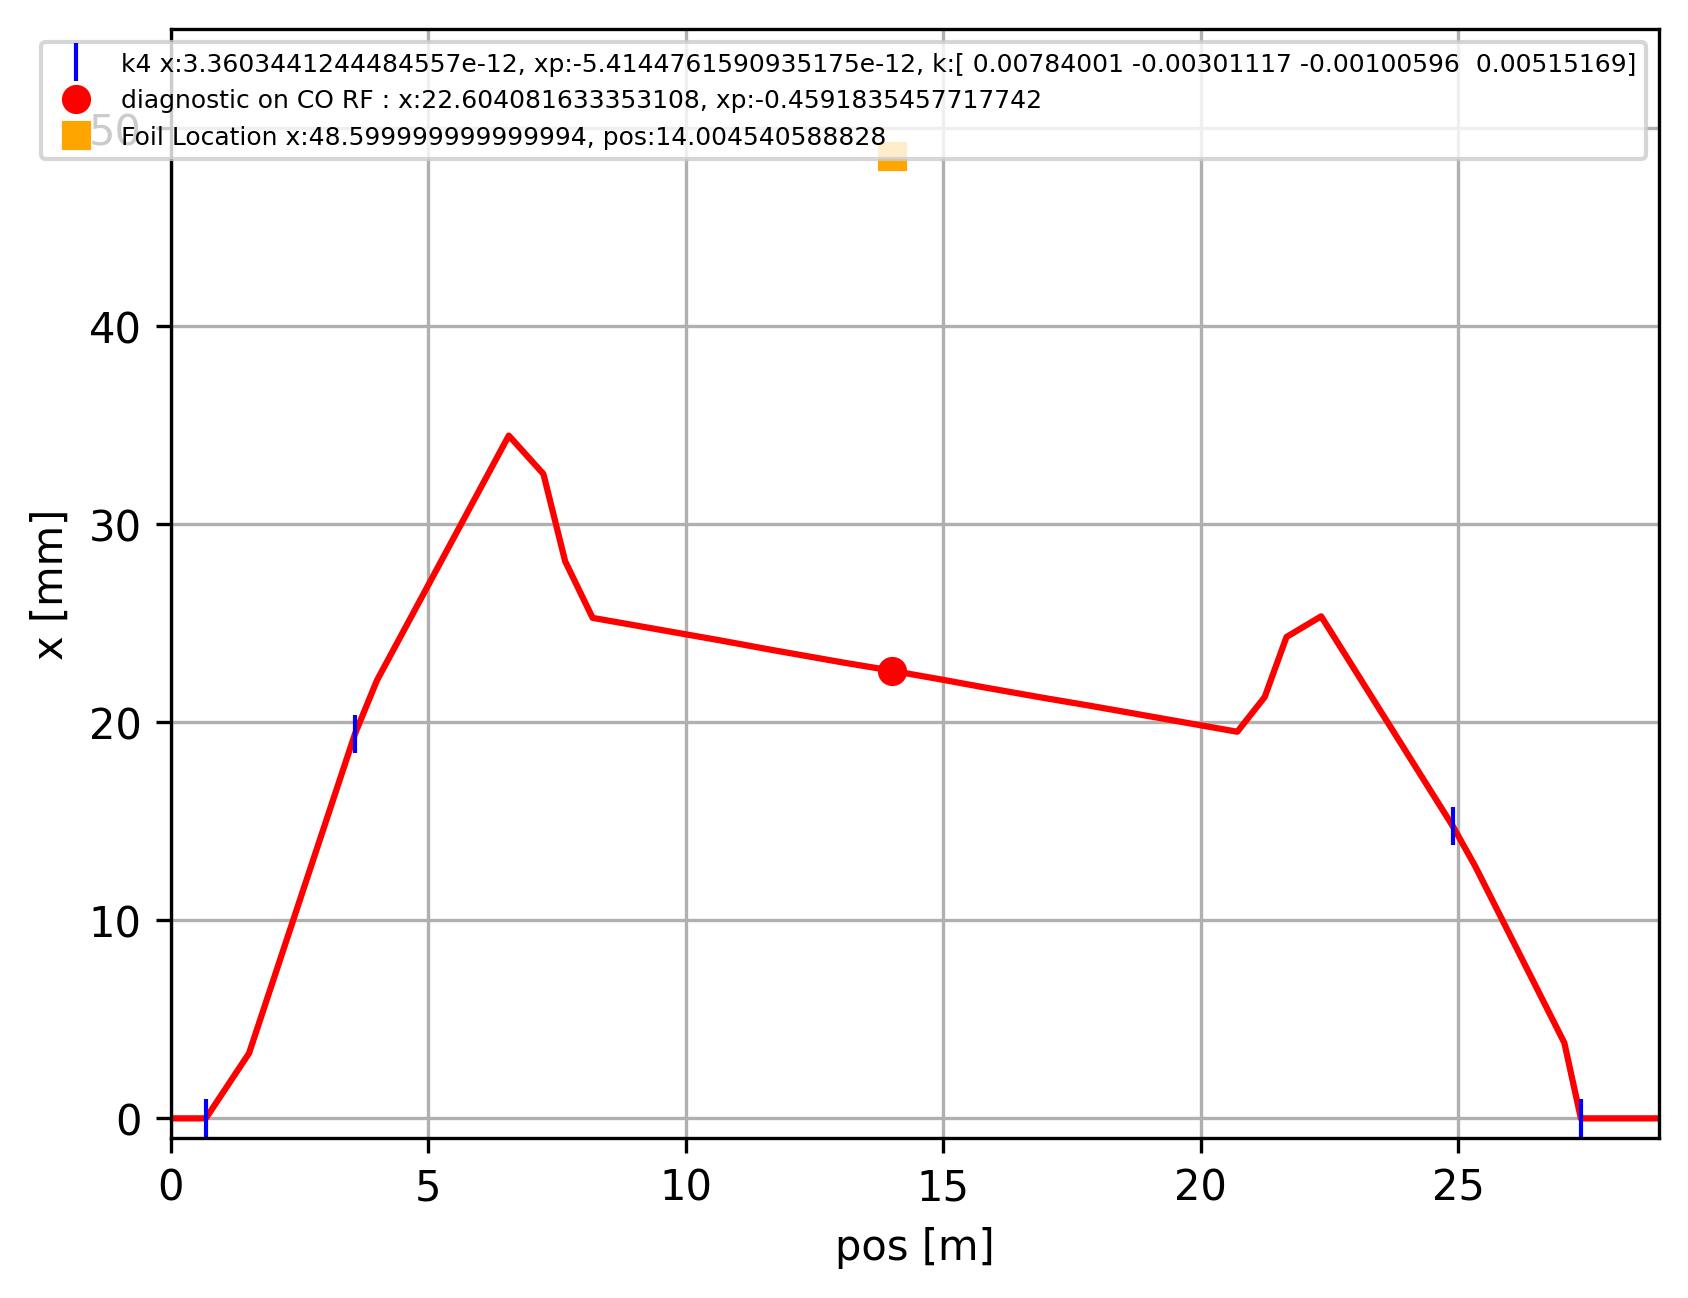 k4 x:3.3603441244484557e-12, xp:-5.4144761590935175e-12, k:[ 0.00784001 -0.00301117 -0.00100596  0.00515169]
diagnostic on CO RF : x:22.604081633353108, xp:-0.4591835457717742
Foil Location x:48.599999999999994, pos:14.004540588828
50
40
30
20
10
0
x [mm]
0 5 10 15 20 25
pos [m]